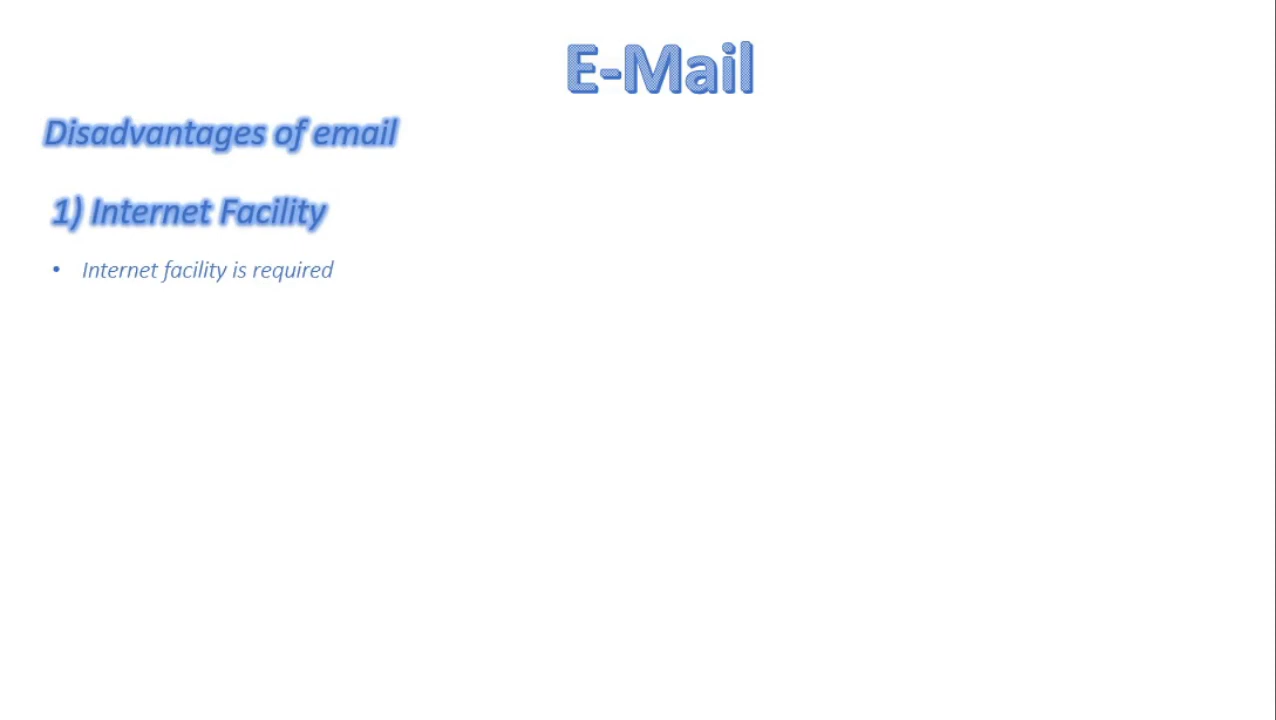 E-Mail
Disadvantages of email
1) Internet Facility
• Internet facility is required